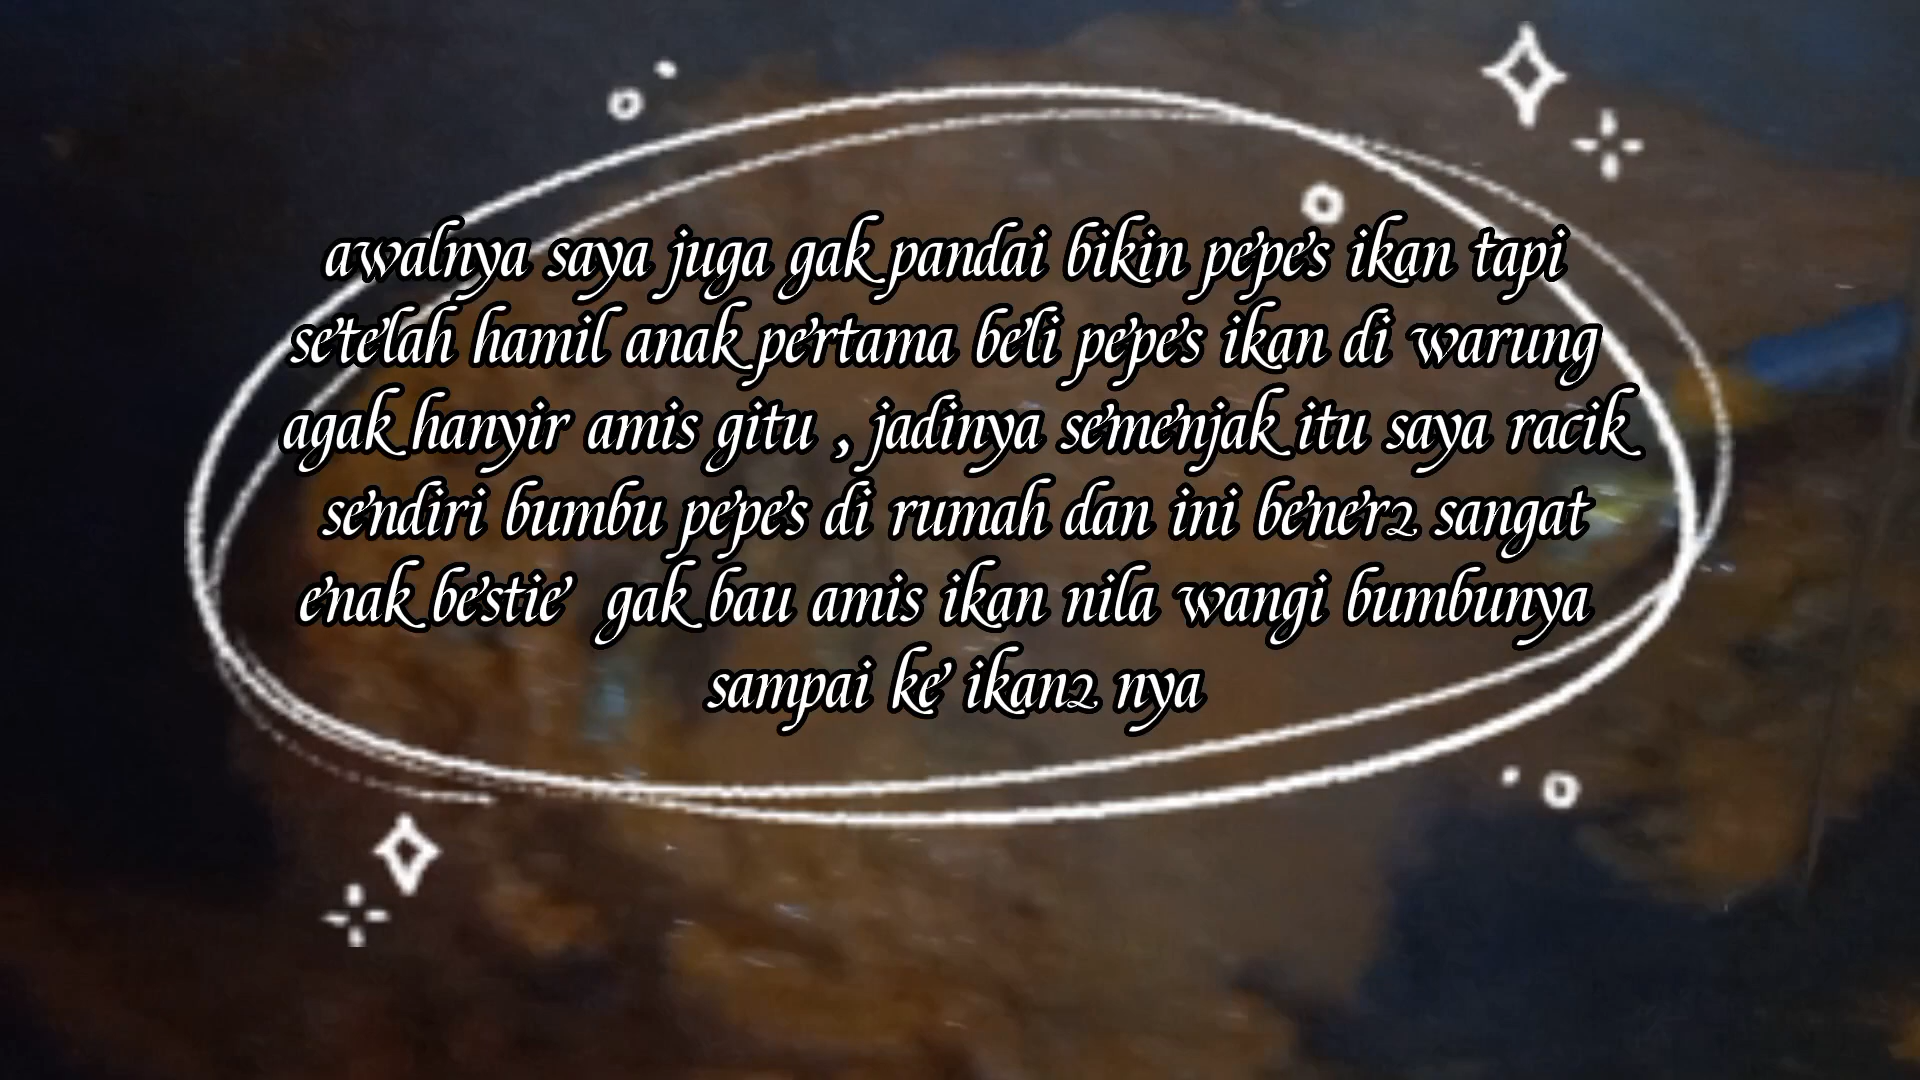 awalnya saya juga gak pandai bikin pepes ikan tapi
setelah hamil anak pertama beli pepes ikan di warung
agak hanyir amis gitu , jadinya semenjak itu saya racik
sendiri bumbu pepes di rumah dan ini bener2 sangat
enak bestie gak bau amis ikan nila wangi bumbunya
sampai ke ikan2 nya